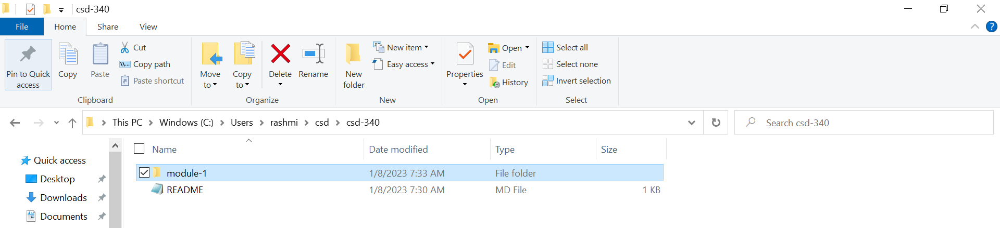 csd-340
File Home Share View
Pin to Quick access
Copy
Paste
Cut
Copy path
Paste shortcut
Clipboard
Move to
Copy to
Delete
Rename
Organize
New folder
New item
Easy access
New
Properties
Open
Edit
History
Open
Select all
Select none
Invert selection
Select
This PC > Windows (C:) > Users > rashmi > csd > csd-340
Search csd-340
Quick access
Desktop
Downloads
Documents
Name Date modified Type Size
module-1 1/8/2023 7:33 AM File folder
README 1/8/2023 7:30 AM MD File 1 KB